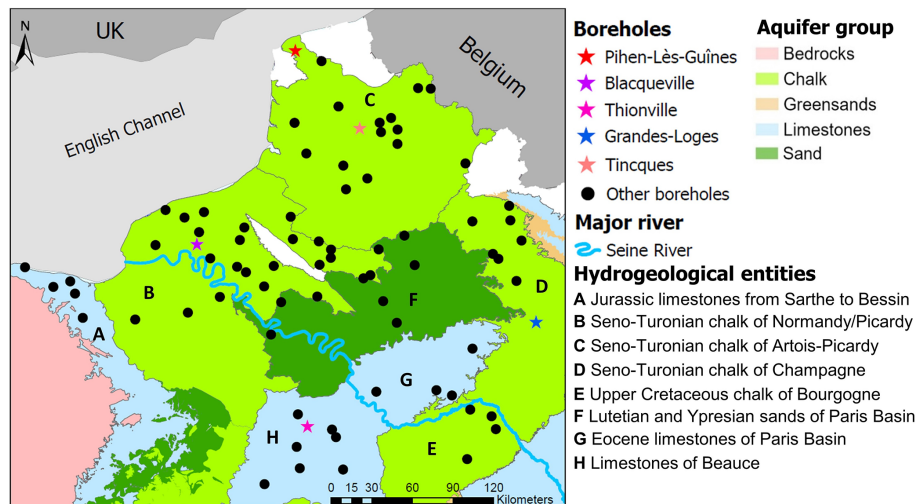 UK
N
Belgium
English Channel
C
B
A
F
D
G
H
E
0 15 30 60 90 120
Kilometers
Boreholes
Pihen-Lès-Guînes
Blacqueville
Thionville
Grandes-Loges
Tincques
Other boreholes
Major river
Seine River
Aquifer group
Bedrocks
Chalk
Greensands
Limestones
Sand
Hydrogeological entities
A Jurassic limestones from Sarthe to Bessin
B Seno-Turonian chalk of Normandy/Picardy
C Seno-Turonian chalk of Artois-Picardy
D Seno-Turonian chalk of Champagne
E Upper Cretaceous chalk of Bourgogne
F Lutetian and Ypresian sands of Paris Basin
G Eocene limestones of Paris Basin
H Limestones of Beauce